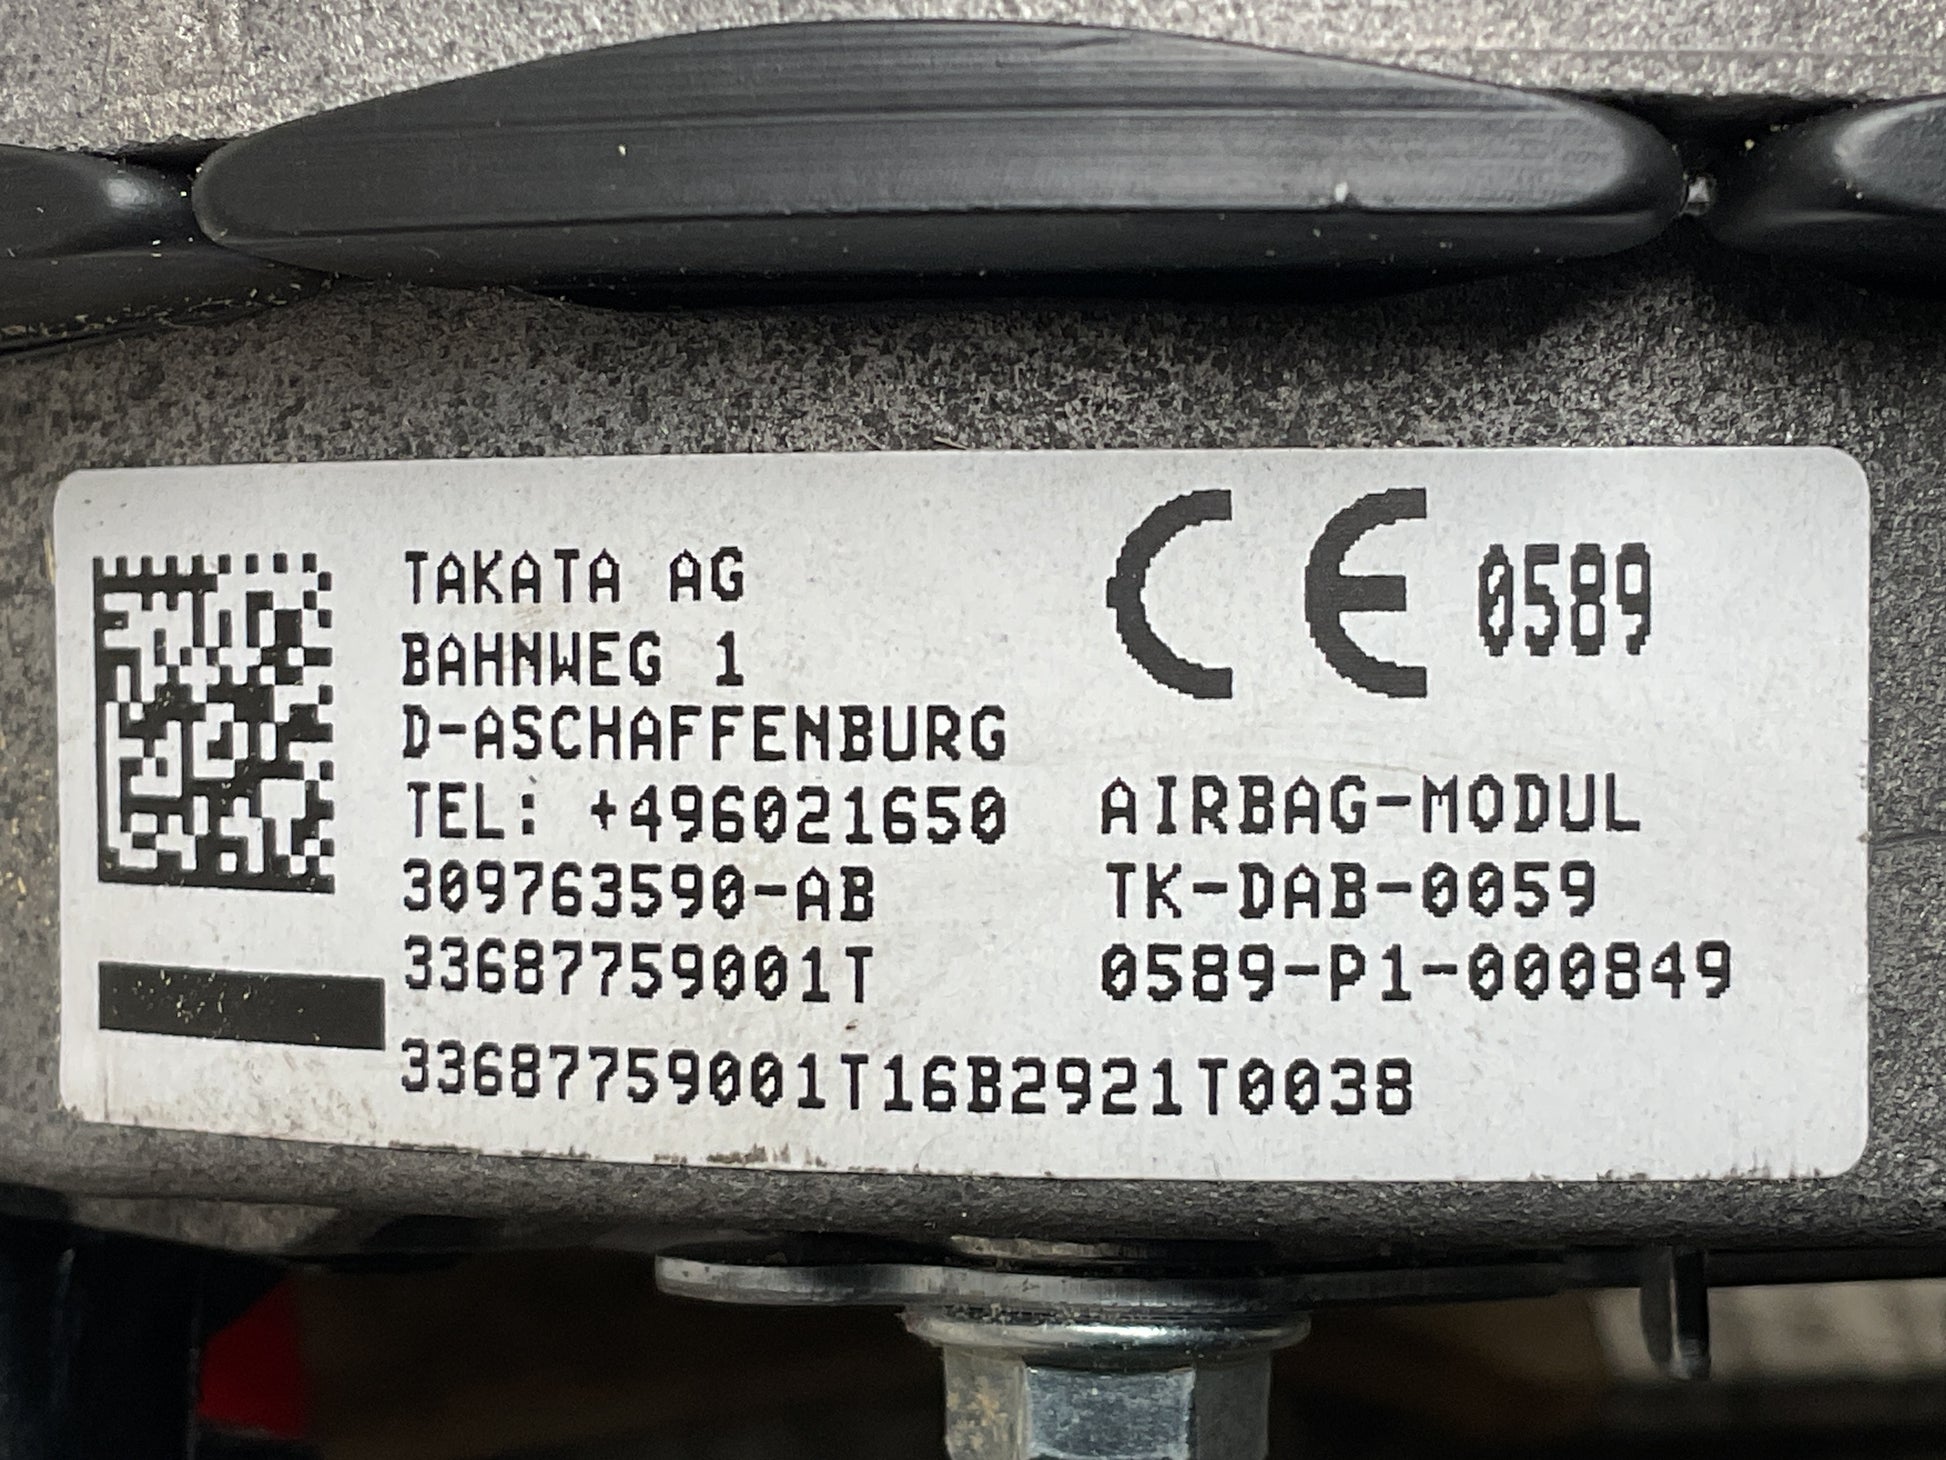 TAKATA AG
BAHNWEG 1
D-ASCHAFFENBURG
TEL: +496021650
309763590-AB
33687759001T
33687759001T16B2921T0038
CE 0589
AIRBAG-MODUL
TK-DAB-0059
0589-P1-000849